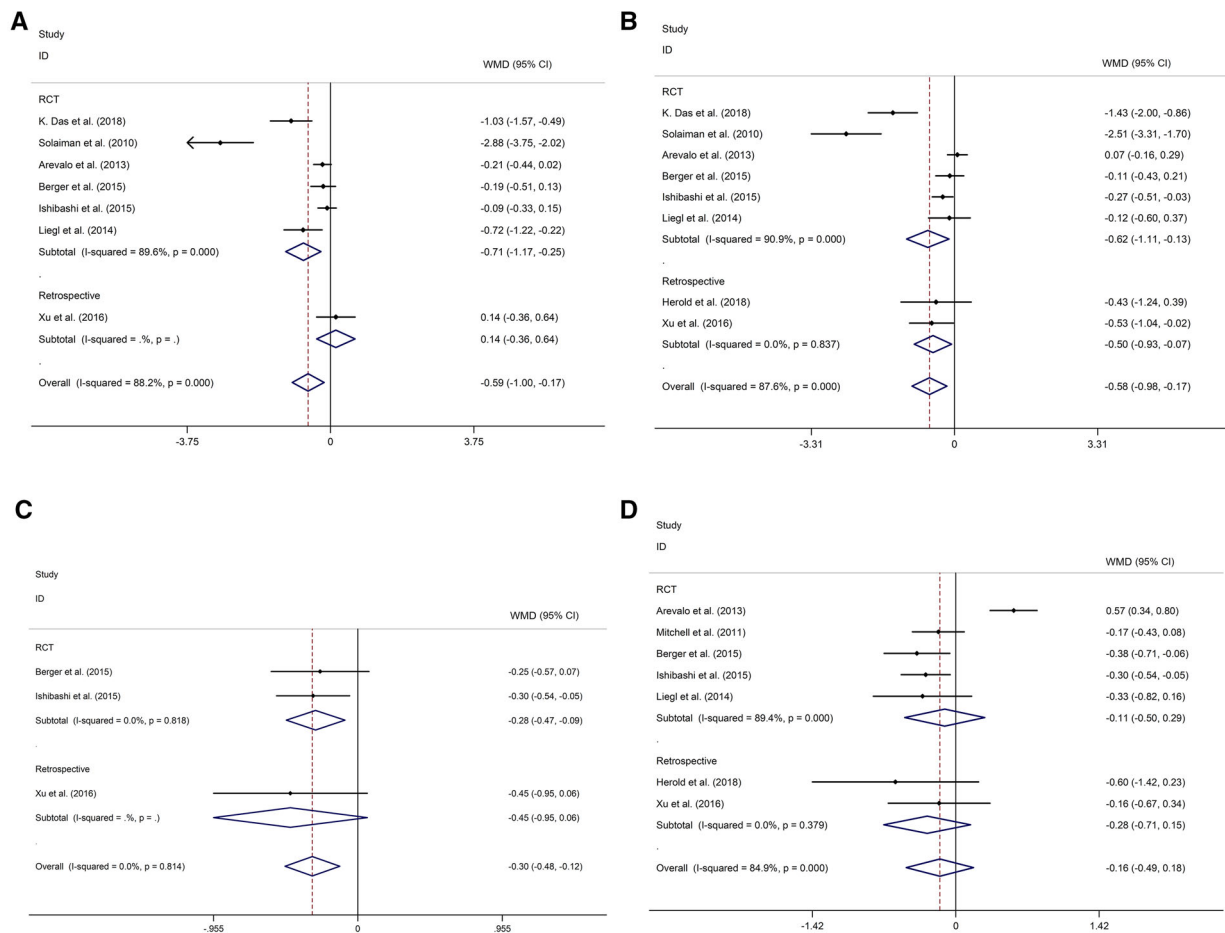 A
Study
ID
WMD (95% CI)
RCT
K. Das et al. (2018) -1.03 (-1.57, -0.49)
Solaiman et al. (2010) -2.88 (-3.75, -2.02)
Arevalo et al. (2013) -0.21 (-0.44, 0.02)
Berger et al. (2015) -0.19 (-0.51, 0.13)
Ishibashi et al. (2015) -0.09 (-0.33, 0.15)
Liegl et al. (2014) -0.72 (-1.22, -0.22)
Subtotal (I-squared = 89.6%, p = 0.000) -0.71 (-1.17, -0.25)
.
Retrospective
Xu et al. (2016) 0.14 (-0.36, 0.64)
Subtotal (I-squared = .%, p = .) 0.14 (-0.36, 0.64)
.
Overall (I-squared = 88.2%, p = 0.000) -0.59 (-1.00, -0.17)
-3.75 0 3.75
B
Study
ID
WMD (95% CI)
RCT
K. Das et al. (2018) -1.43 (-2.00, -0.86)
Solaiman et al. (2010) -2.51 (-3.31, -1.70)
Arevalo et al. (2013) 0.07 (-0.16, 0.29)
Berger et al. (2015) -0.11 (-0.43, 0.21)
Ishibashi et al. (2015) -0.27 (-0.51, -0.03)
Liegl et al. (2014) -0.12 (-0.60, 0.37)
Subtotal (I-squared = 90.9%, p = 0.000) -0.62 (-1.11, -0.13)
.
Retrospective
Herold et al. (2018) -0.43 (-1.24, 0.39)
Xu et al. (2016) -0.53 (-1.04, -0.02)
Subtotal (I-squared = 0.0%, p = 0.837) -0.50 (-0.93, -0.07)
.
Overall (I-squared = 87.6%, p = 0.000) -0.58 (-0.98, -0.17)
-3.31 0 3.31
C
Study
ID
WMD (95% CI)
RCT
Berger et al. (2015) -0.25 (-0.57, 0.07)
Ishibashi et al. (2015) -0.30 (-0.54, -0.05)
Subtotal (I-squared = 0.0%, p = 0.818) -0.28 (-0.47, -0.09)
.
Retrospective
Xu et al. (2016) -0.45 (-0.95, 0.06)
Subtotal (I-squared = .%, p = .) -0.45 (-0.95, 0.06)
.
Overall (I-squared = 0.0%, p = 0.814) -0.30 (-0.48, -0.12)
-.955 0 .955
D
Study
ID
WMD (95% CI)
RCT
Arevalo et al. (2013) 0.57 (0.34, 0.80)
Mitchell et al. (2011) -0.17 (-0.43, 0.08)
Berger et al. (2015) -0.38 (-0.71, -0.06)
Ishibashi et al. (2015) -0.30 (-0.54, -0.05)
Liegl et al. (2014) -0.33 (-0.82, 0.16)
Subtotal (I-squared = 89.4%, p = 0.000) -0.11 (-0.50, 0.29)
.
Retrospective
Herold et al. (2018) -0.60 (-1.42, 0.23)
Xu et al. (2016) -0.16 (-0.67, 0.34)
Subtotal (I-squared = 0.0%, p = 0.379) -0.28 (-0.71, 0.15)
.
Overall (I-squared = 84.9%, p = 0.000) -0.16 (-0.49, 0.18)
-1.42 0 1.42